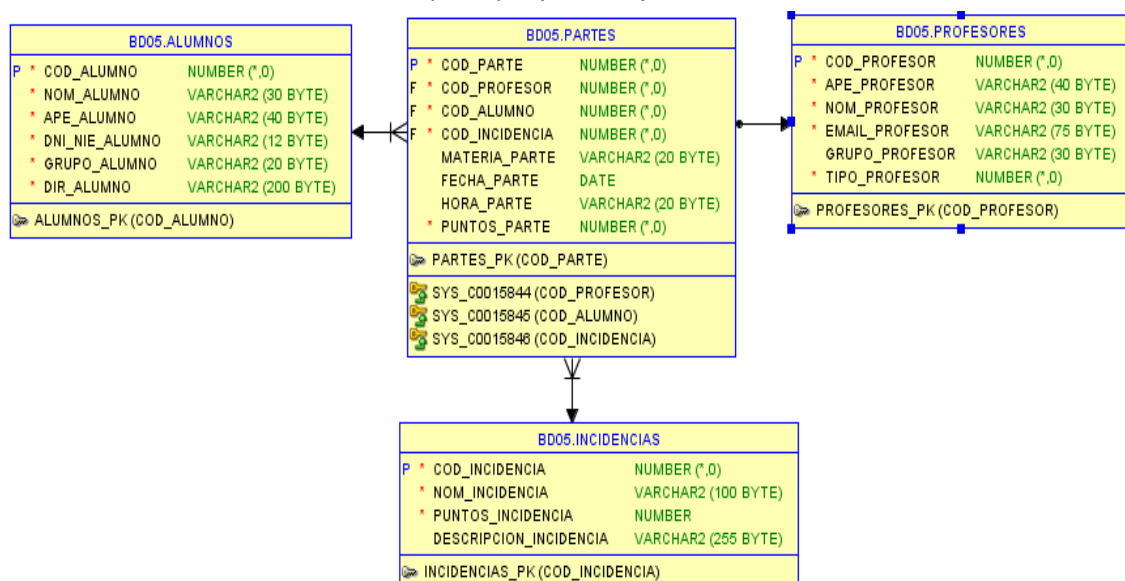 BD05.ALUMNOS
P * COD_ALUMNO NUMBER (*,0)
* NOM_ALUMNO VARCHAR2 (30 BYTE)
* APE_ALUMNO VARCHAR2 (40 BYTE)
* DNI_NIE_ALUMNO VARCHAR2 (12 BYTE)
* GRUPO_ALUMNO VARCHAR2 (20 BYTE)
* DIR_ALUMNO VARCHAR2 (200 BYTE)
ALUMNOS_PK (COD_ALUMNO)
BD05.PARTES
P * COD_PARTE NUMBER (*,0)
F * COD_PROFESOR NUMBER (*,0)
F * COD_ALUMNO NUMBER (*,0)
F * COD_INCIDENCIA NUMBER (*,0)
MATERIA_PARTE VARCHAR2 (20 BYTE)
FECHA_PARTE DATE
HORA_PARTE VARCHAR2 (20 BYTE)
* PUNTOS_PARTE NUMBER (*,0)
PARTES_PK (COD_PARTE)
SYS_C0015844 (COD_PROFESOR)
SYS_C0015845 (COD_ALUMNO)
SYS_C0015846 (COD_INCIDENCIA)
BD05.PROFESORES
P * COD_PROFESOR NUMBER (*,0)
* APE_PROFESOR VARCHAR2 (40 BYTE)
* NOM_PROFESOR VARCHAR2 (30 BYTE)
* EMAIL_PROFESOR VARCHAR2 (75 BYTE)
GRUPO_PROFESOR VARCHAR2 (30 BYTE)
* TIPO_PROFESOR NUMBER (*,0)
PROFESORES_PK (COD_PROFESOR)
BD05.INCIDENCIAS
P * COD_INCIDENCIA NUMBER (*,0)
* NOM_INCIDENCIA VARCHAR2 (100 BYTE)
* PUNTOS_INCIDENCIA NUMBER
DESCRIPCION_INCIDENCIA VARCHAR2 (255 BYTE)
INCIDENCIAS_PK (COD_INCIDENCIA)